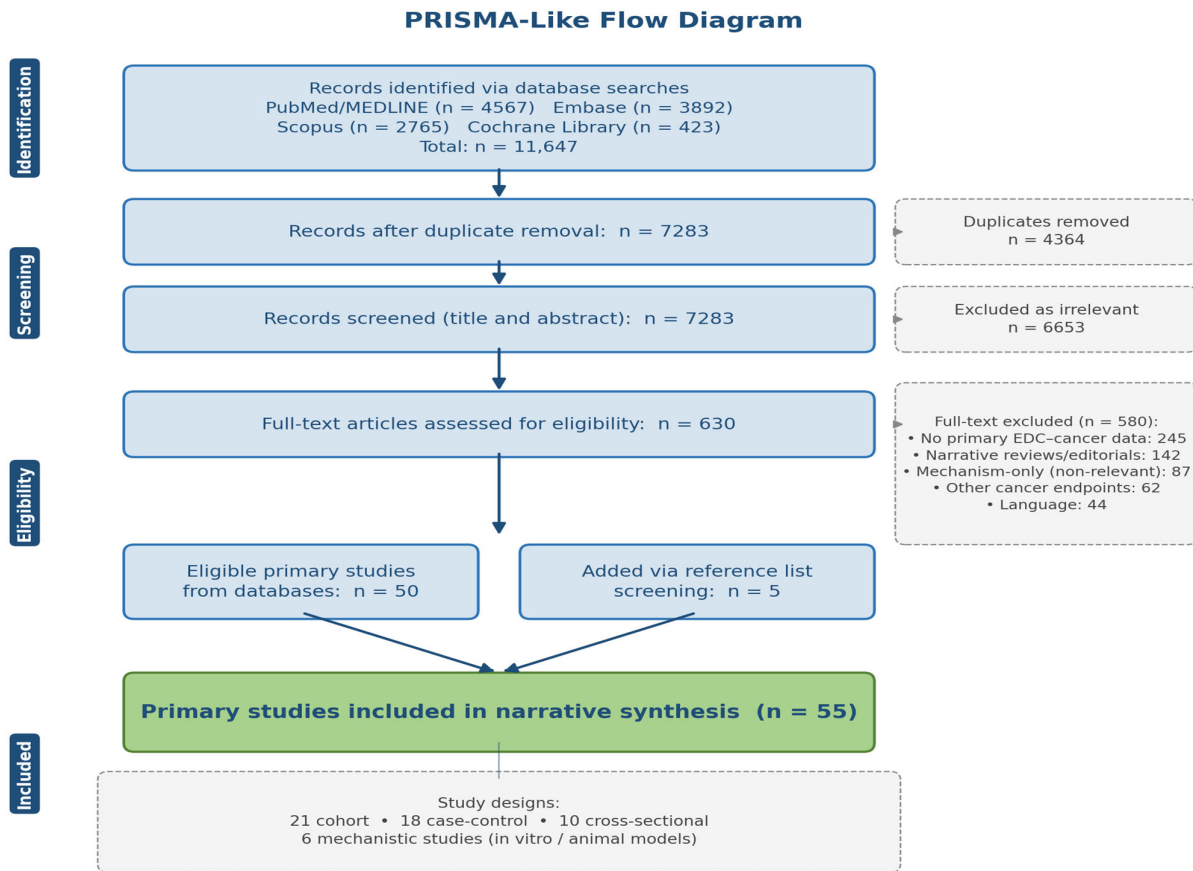 PRISMA-Like Flow Diagram
Identification
Records identified via database searches
PubMed/MEDLINE (n = 4567)   Embase (n = 3892)
Scopus (n = 2765)   Cochrane Library (n = 423)
Total: n = 11,647
Screening
Records after duplicate removal:  n = 7283
Duplicates removed
n = 4364
Records screened (title and abstract):  n = 7283
Excluded as irrelevant
n = 6653
Eligibility
Full-text articles assessed for eligibility:  n = 630
Full-text excluded (n = 580):
• No primary EDC–cancer data: 245
• Narrative reviews/editorials: 142
• Mechanism-only (non-relevant): 87
• Other cancer endpoints: 62
• Language: 44
Eligible primary studies
from databases:  n = 50
Added via reference list
screening:  n = 5
Included
Primary studies included in narrative synthesis  (n = 55)
Study designs:
21 cohort  •  18 case-control  •  10 cross-sectional
6 mechanistic studies (in vitro / animal models)